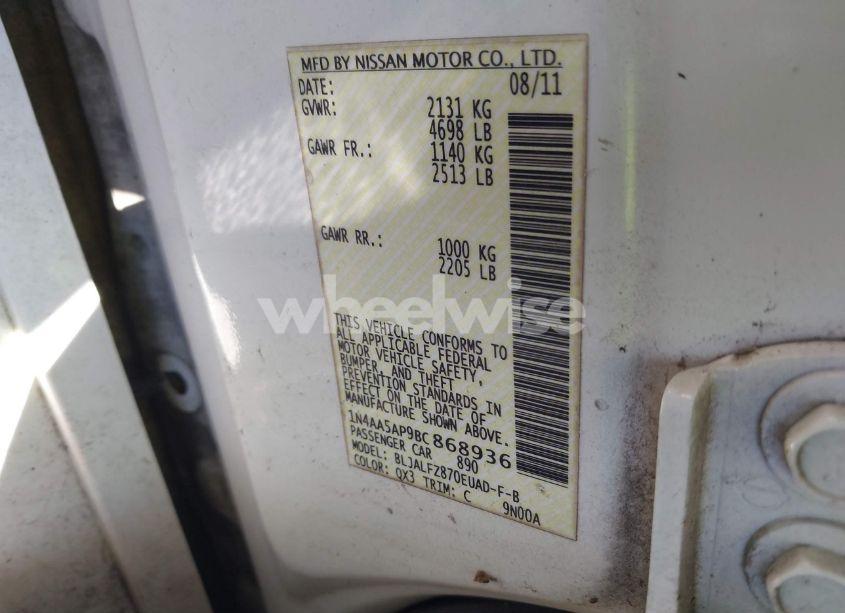 MFD BY NISSAN MOTOR CO., LTD.
DATE: 08/11
GVWR: 2131 KG
4698 LB
GAWR FR.: 1140 KG
2513 LB
GAWR RR.: 1000 KG
2205 LB
wheelwise
THIS VEHICLE CONFORMS TO
ALL APPLICABLE FEDERAL
MOTOR VEHICLE SAFETY,
BUMPER, AND THEFT
PREVENTION STANDARDS IN
EFFECT ON THE DATE OF
MANUFACTURE SHOWN ABOVE.
1N4AA5AP9BC868936
PASSENGER CAR 890
MODEL: BLJALFZ870EUAD-F-B
COLOR: QX3 TRIM: C 9N00A